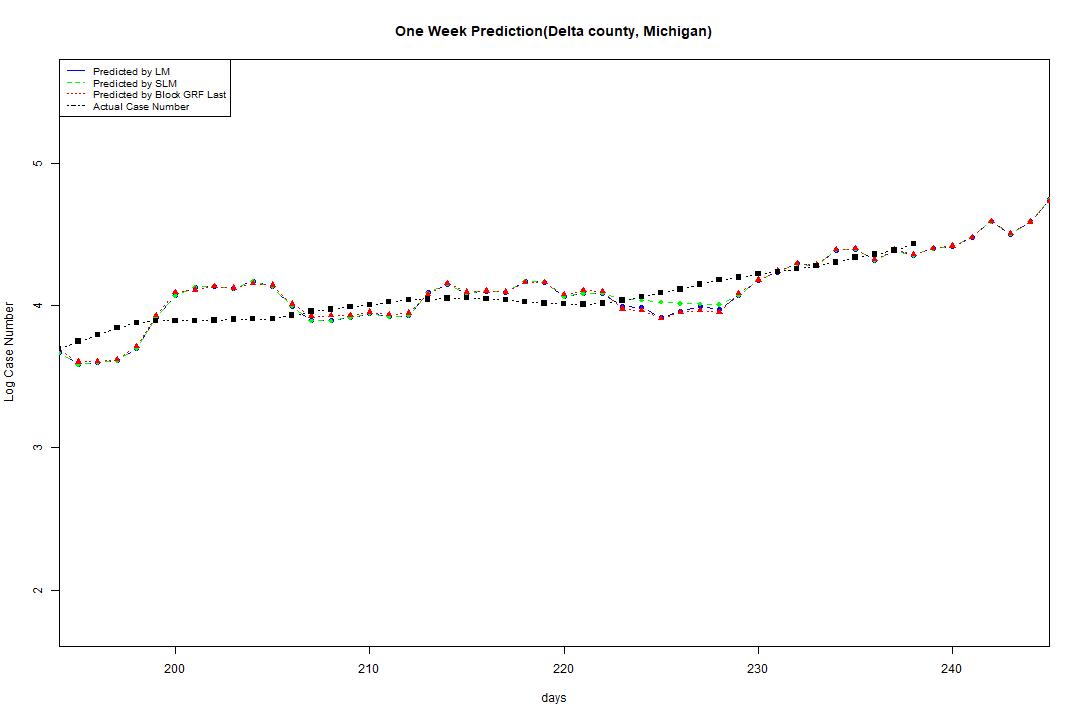 One Week Prediction(Delta county, Michigan)
Predicted by LM
Predicted by SLM
Predicted by Block GRF Last
Actual Case Number
5
4
3
2
Log Case Number
200 210 220 230 240
days